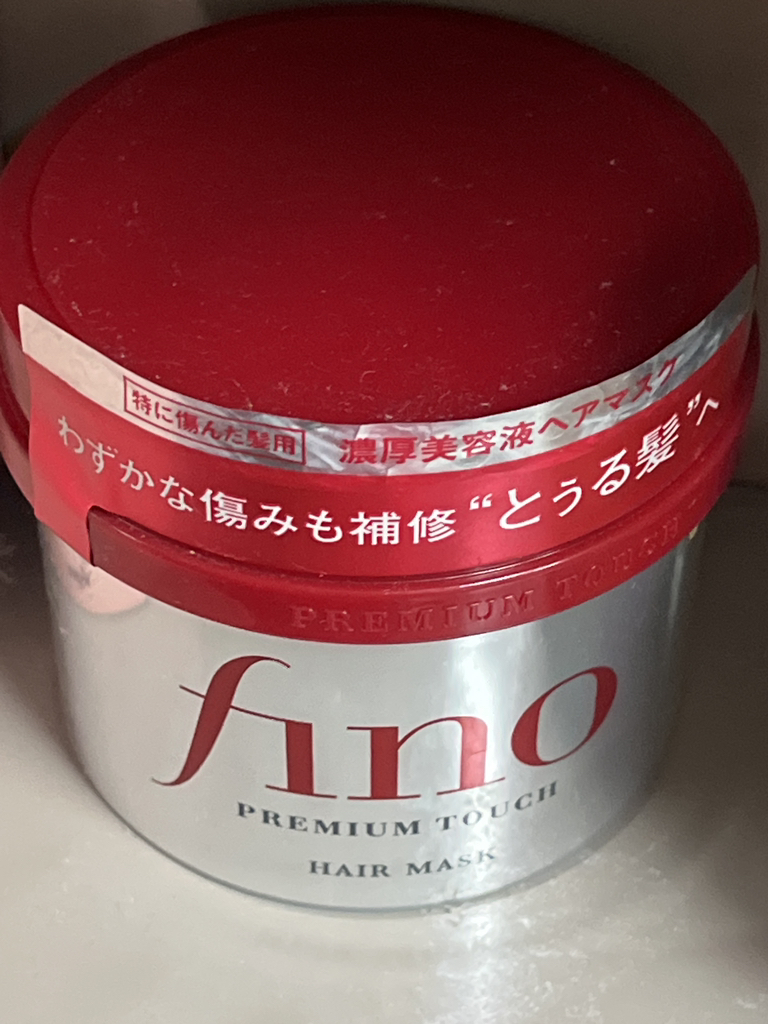 特に傷んだ髪用 濃厚美容液ヘアマスク
わずかな傷みも補修“とぅる髪”へ
PREMIUM TOUCH
fino
PREMIUM TOUCH
HAIR MASK